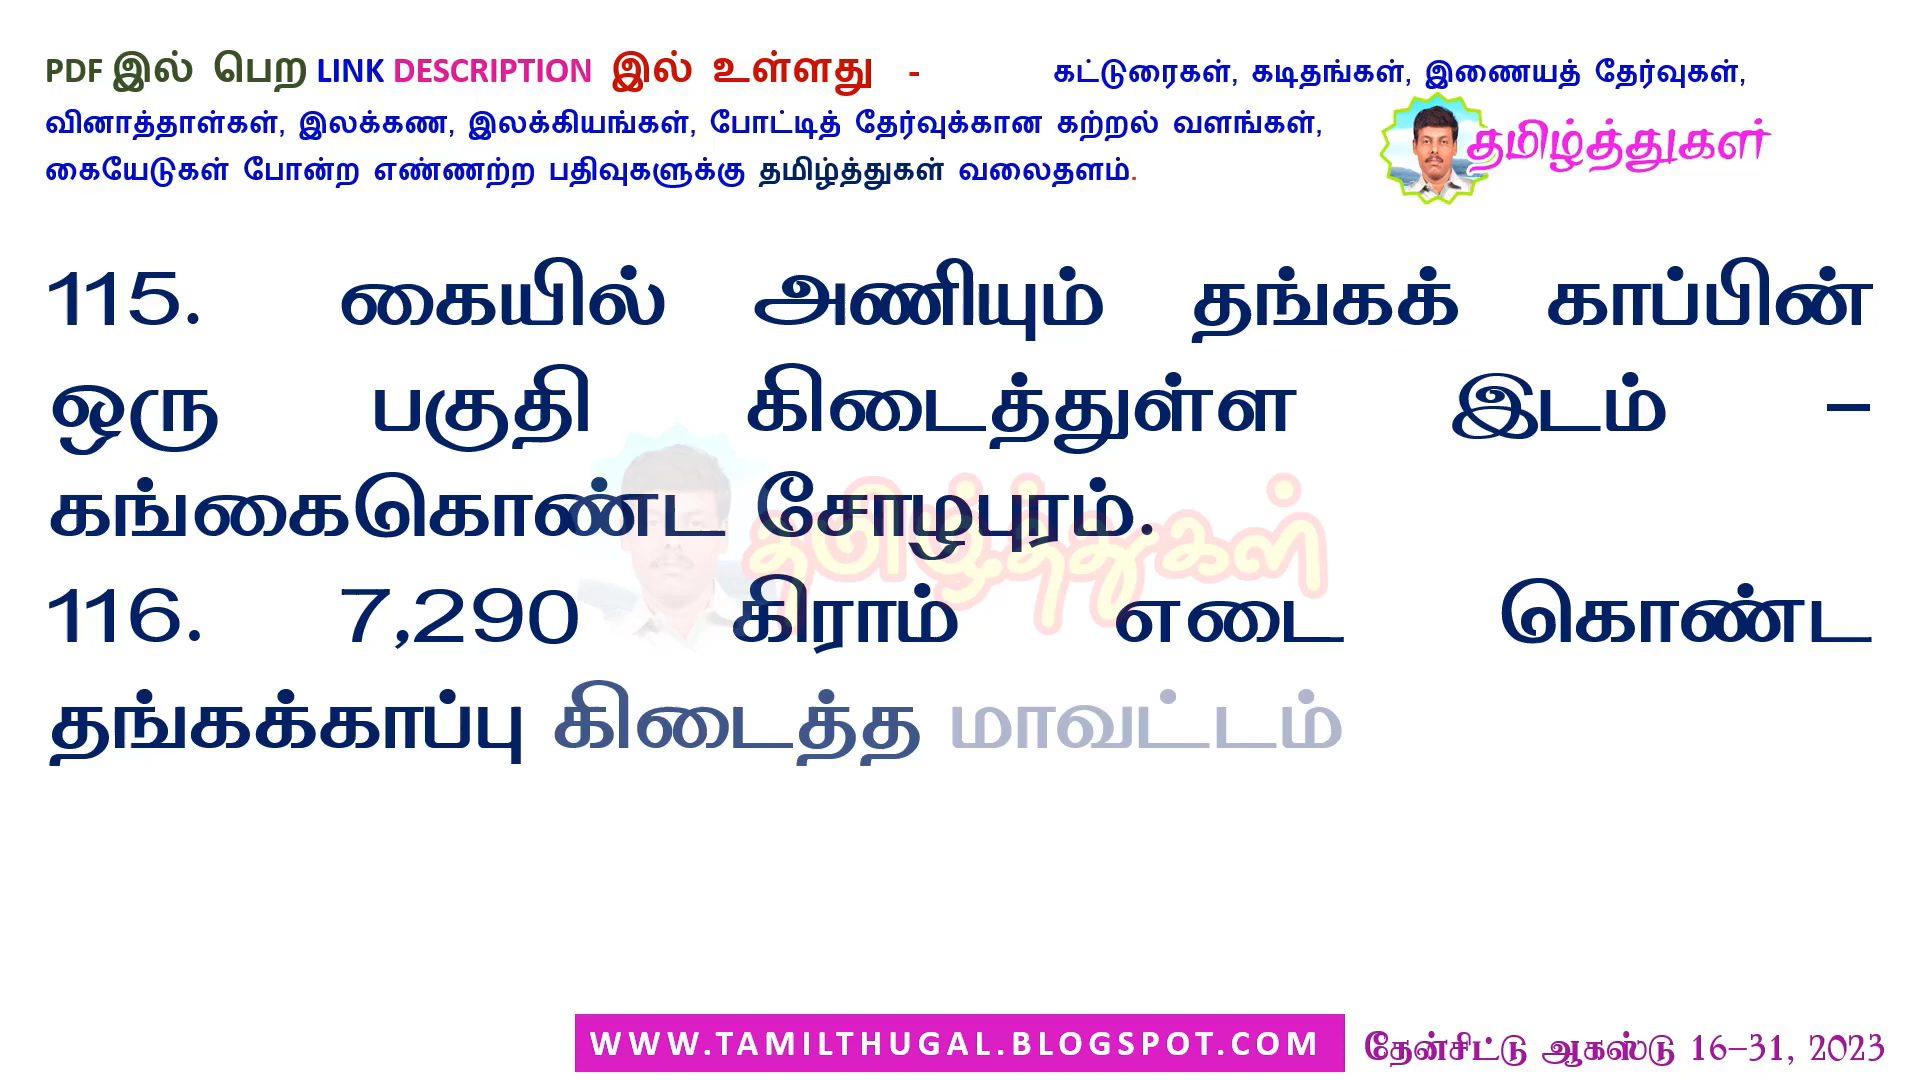 PDF இல் பெற LINK DESCRIPTION இல் உள்ளது - கட்டுரைகள், கடிதங்கள், இணையத் தேர்வுகள்,
வினாத்தாள்கள், இலக்கண, இலக்கியங்கள், போட்டித் தேர்வுக்கான கற்றல் வளங்கள்,
கையேடுகள் போன்ற எண்ணற்ற பதிவுகளுக்கு தமிழ்த்துகள் வலைதளம்.
தமிழ்த்துகள்
115. கையில் அணியும் தங்கக் காப்பின்
ஒரு பகுதி கிடைத்துள்ள இடம் –
கங்கைகொண்ட சோழபுரம்.
தமிழ்த்துகள்
116. 7,290 கிராம் எடை கொண்ட
தங்கக்காப்பு கிடைத்த மாவட்டம்
WWW.TAMILTHUGAL.BLOGSPOT.COM
தேன்சிட்டு ஆகஸ்டு 16–31, 2023